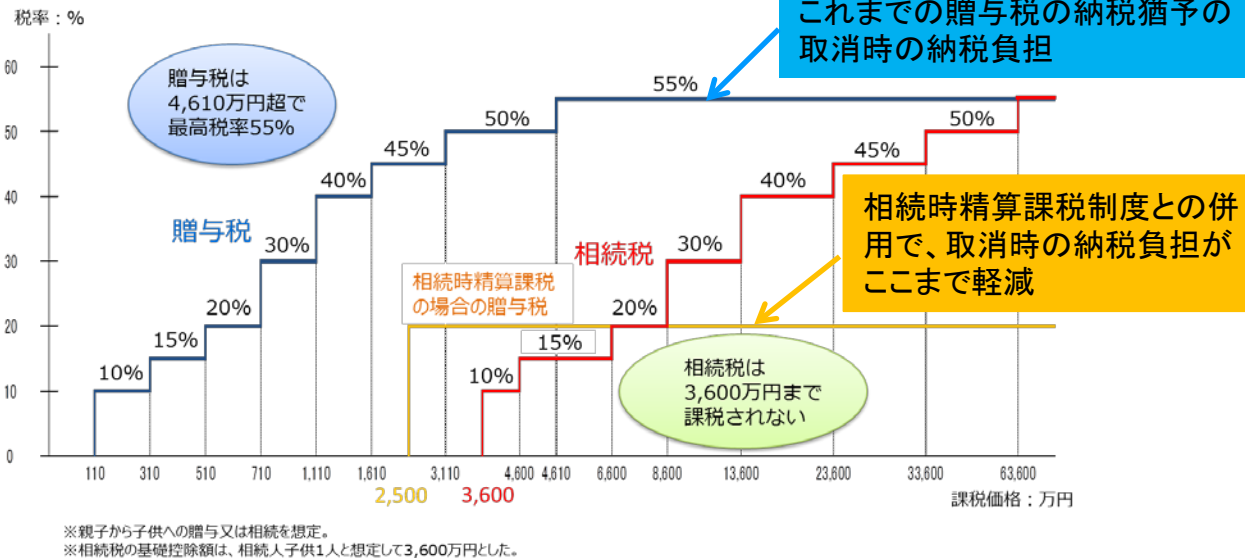 税率：%
これまでの贈与税の納税猶予の
取消時の納税負担
60
贈与税は
4,610万円超で
最高税率55%
55%
50%
50%
50
45%
45%
40%
40%
40
相続時精算課税制度との併
用で、取消時の納税負担が
ここまで軽減
贈与税
30%
相続税
30%
30
相続時精算課税
の場合の贈与税
20%
20%
20
15%
15%
相続税は
3,600万円まで
課税されない
10%
10%
10
0
110
310
510
710
1,110
1,610
3,110
4,600
4,610
6,600
8,600
13,600
23,600
33,600
63,600
2,500
3,600
課税価格：万円
※親子から子供への贈与又は相続を想定。
※相続税の基礎控除額は、相続人子供1人と想定して3,600万円とした。